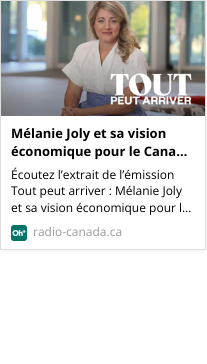 TOUT
PEUT ARRIVER
Mélanie Joly et sa vision
économique pour le Cana...
Écoutez l’extrait de l’émission
Tout peut arriver : Mélanie Joly
et sa vision économique pour l...
OH+ radio-canada.ca